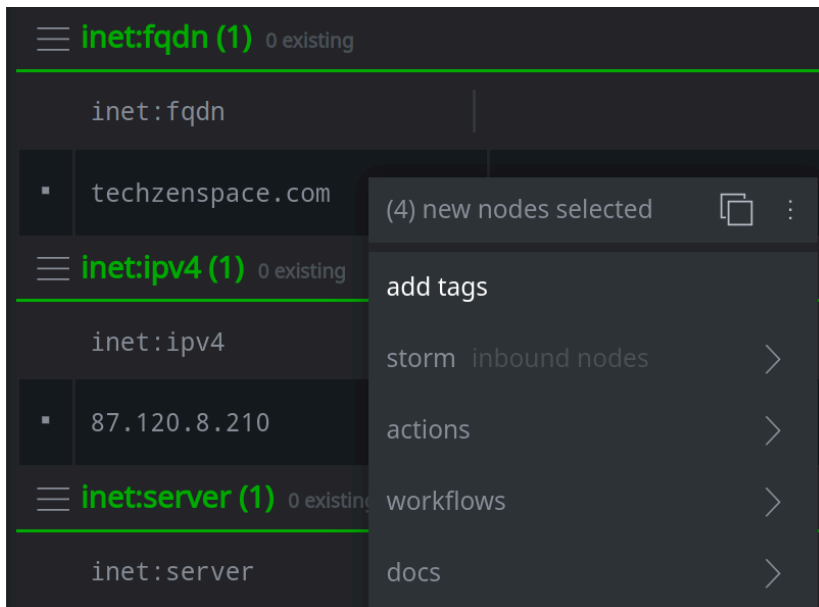 inet:fqdn (1) 0 existing
inet:fqdn
techzenspace.com
(4) new nodes selected
inet:ipv4 (1) 0 existing
add tags
inet:ipv4
storm inbound nodes
87.120.8.210
actions
inet:server (1) 0 existing
workflows
inet:server
docs